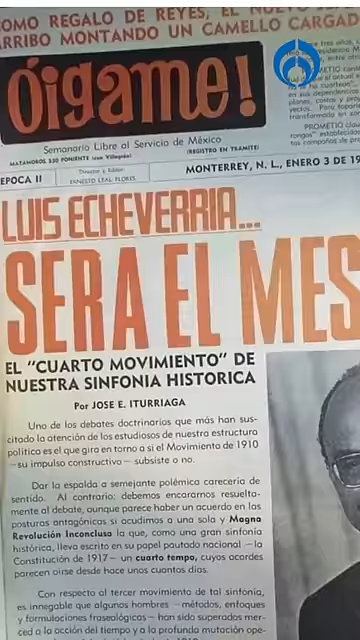 COMO REGALO DE REYES, EL NUEVO
ARRIBO MONTANDO UN CAMELLO CARGAD
Óigame!
Semanario Libre al Servicio de México
MATAMOROS 530 PONIENTE (con Villagrán)
(REGISTRO EN TRAMITE)
EPOCA II
Director y Editor:
ERNESTO LEAL FLORES
MONTERREY, N. L., ENERO 3 DE 19
LUIS ECHEVERRIA...
SERA EL MES
EL "CUARTO MOVIMIENTO" DE
NUESTRA SINFONIA HISTORICA
Por JOSE E. ITURRIAGA
Uno de los debates doctrinarios que más han sus-
citado la atención de los estudiosos de nuestra estructura
política es el que gira en torno a si el Movimiento de 1910
—su impulso constructivo— subsiste o no.
Dar la espalda a semejante polémica carecería de
sentido. Al contrario: debemos encararnos resuelta-
mente al debate, aunque parece haber un acuerdo en las
posturas antagónicas si acudimos a una sola y Magna
Revolución Inconclusa la que, como una gran sinfonía
histórica, lleva escrito en su papel pautado nacional —la
Constitución de 1917— un cuarto tiempo, cuyos acordes
parecen oirse desde hace unos cuantos días.
Con respecto al tercer movimiento de tal sinfonía,
es innegable que algunos hombres —métodos, enfoques
y formulaciones fraseológicas— han sido superados mer-
ced a la acción del tiempo y a la profunda mutación ope-